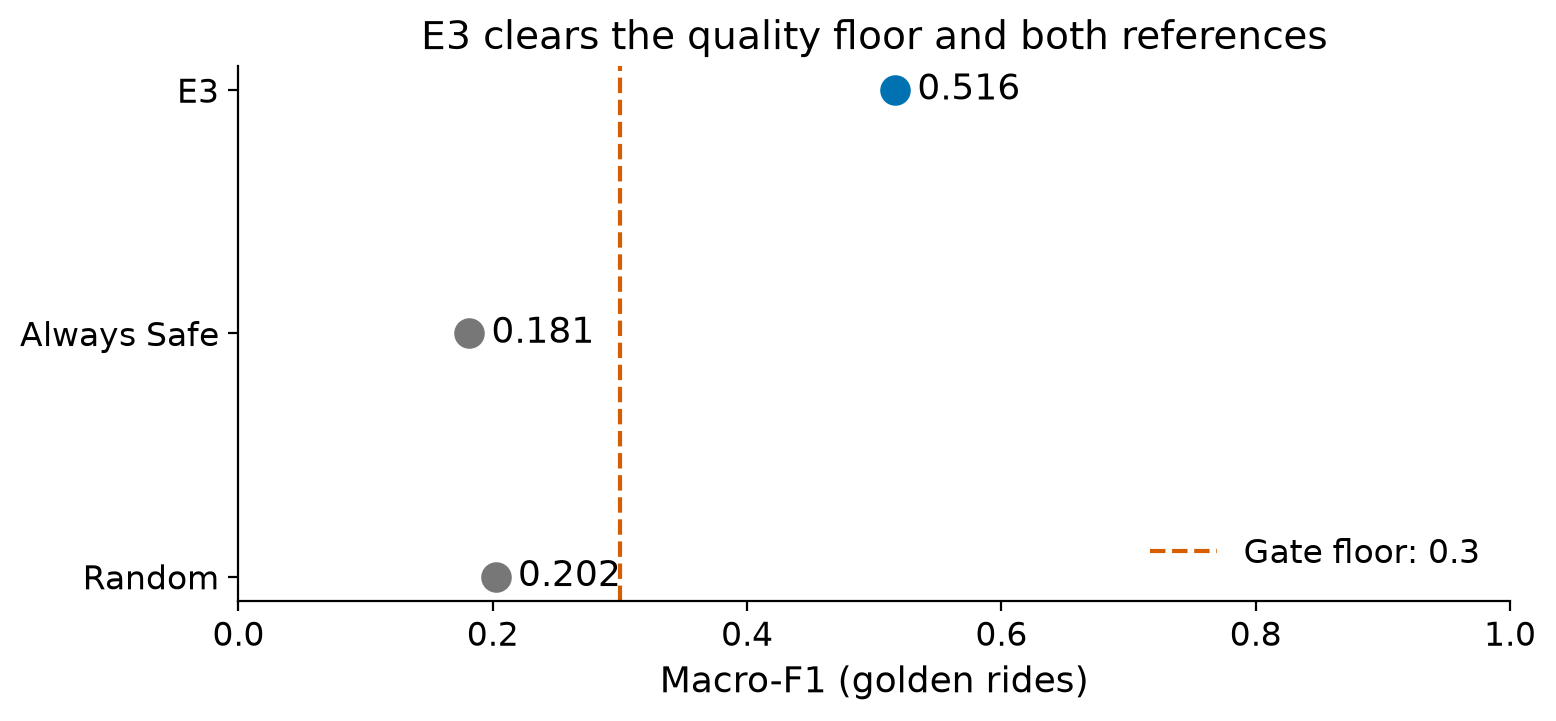 E3 clears the quality floor and both references
E3
0.516
Always Safe
0.181
Random
0.202
Gate floor: 0.3
0.0 0.2 0.4 0.6 0.8 1.0
Macro-F1 (golden rides)